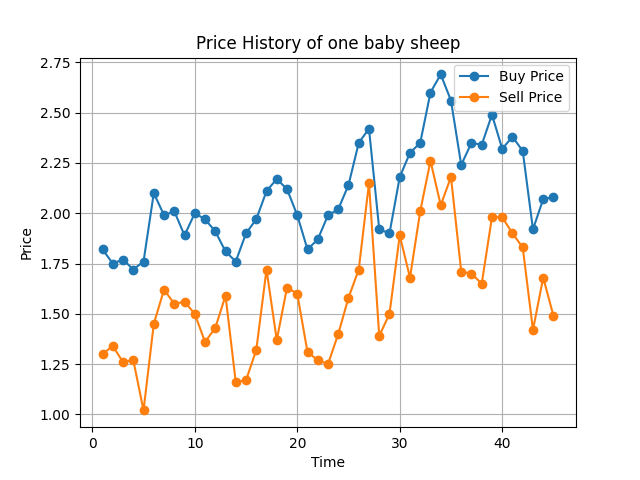 Price History of one baby sheep
Buy Price
Sell Price
2.75
2.50
2.25
2.00
1.75
1.50
1.25
1.00
Price
0 10 20 30 40
Time